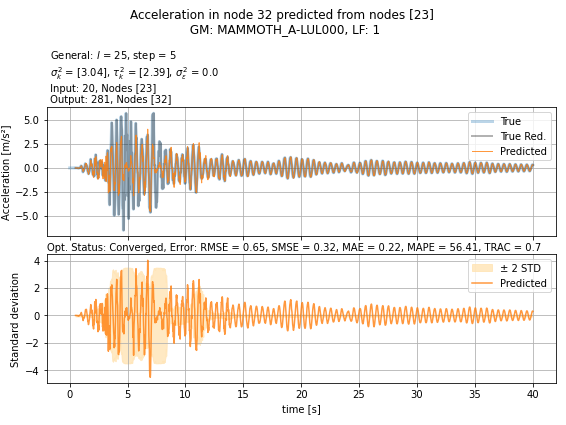 Acceleration in node 32 predicted from nodes [23]
GM: MAMMOTH_A-LUL000, LF: 1
General: l = 25, step = 5
σ²ₖ = [3.04], τ²ₖ = [2.39], σ²ε = 0.0
Input: 20, Nodes [23]
Output: 281, Nodes [32]
Acceleration [m/s²]
5.0
2.5
0.0
−2.5
−5.0
True
True Red.
Predicted
Opt. Status: Converged, Error: RMSE = 0.65, SMSE = 0.32, MAE = 0.22, MAPE = 56.41, TRAC = 0.7
Standard deviation
4
2
0
−2
−4
± 2 STD
Predicted
0 5 10 15 20 25 30 35 40
time [s]